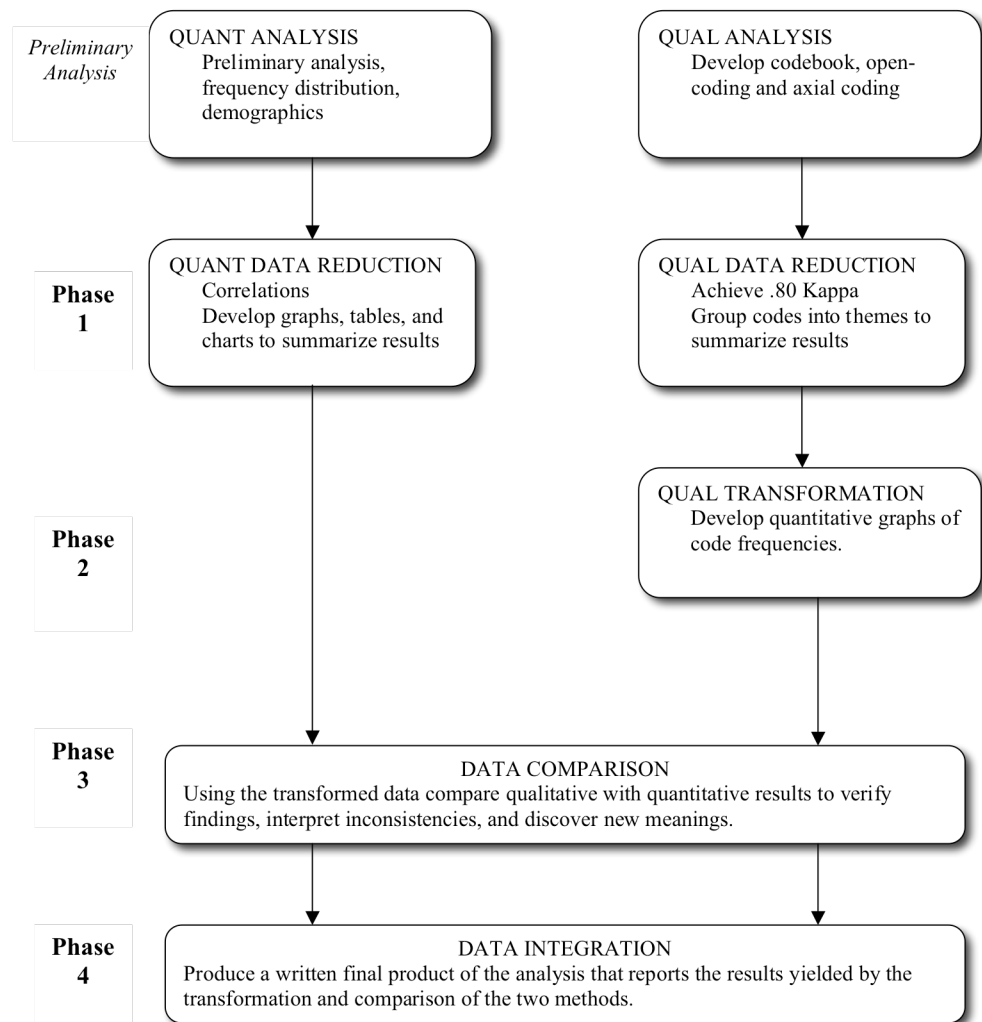 Preliminary
Analysis
QUANT ANALYSIS
Preliminary analysis,
frequency distribution,
demographics
QUAL ANALYSIS
Develop codebook, open-
coding and axial coding
Phase
1
QUANT DATA REDUCTION
Correlations
Develop graphs, tables, and
charts to summarize results
QUAL DATA REDUCTION
Achieve .80 Kappa
Group codes into themes to
summarize results
Phase
2
QUAL TRANSFORMATION
Develop quantitative graphs of
code frequencies.
Phase
3
DATA COMPARISON
Using the transformed data compare qualitative with quantitative results to verify
findings, interpret inconsistencies, and discover new meanings.
Phase
4
DATA INTEGRATION
Produce a written final product of the analysis that reports the results yielded by the
transformation and comparison of the two methods.